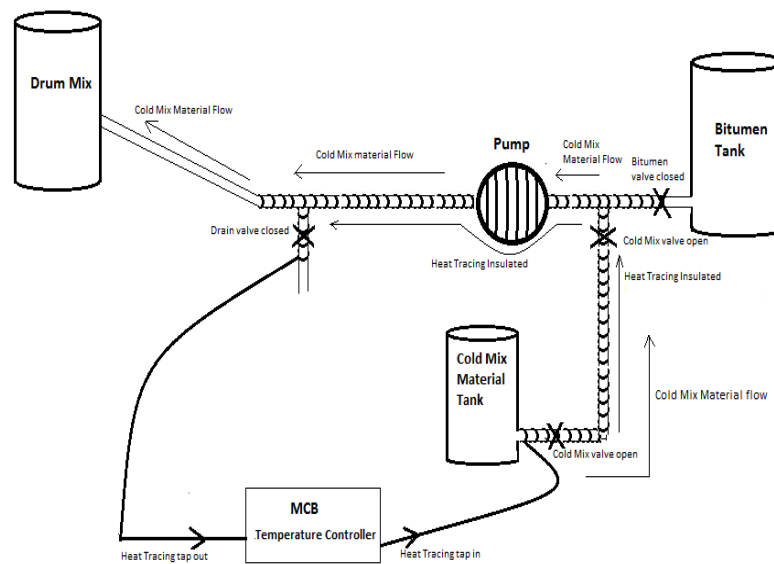 Drum Mix
Cold Mix Material Flow
Cold Mix material Flow
Pump
Cold Mix
Material Flow
Bitumen
valve closed
Bitumen
Tank
Drain valve closed
Heat Tracing Insulated
Cold Mix valve open
Heat Tracing Insulated
Cold Mix
Material
Tank
Cold Mix Material flow
Cold Mix valve open
MCB
.Temperature Controller
Heat Tracing tap out
Heat Tracing tap in